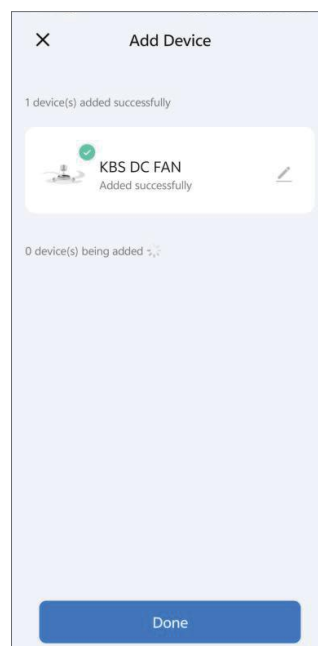 Add Device
1 device(s) added successfully
KBS DC FAN
Added successfully
0 device(s) being added
Done